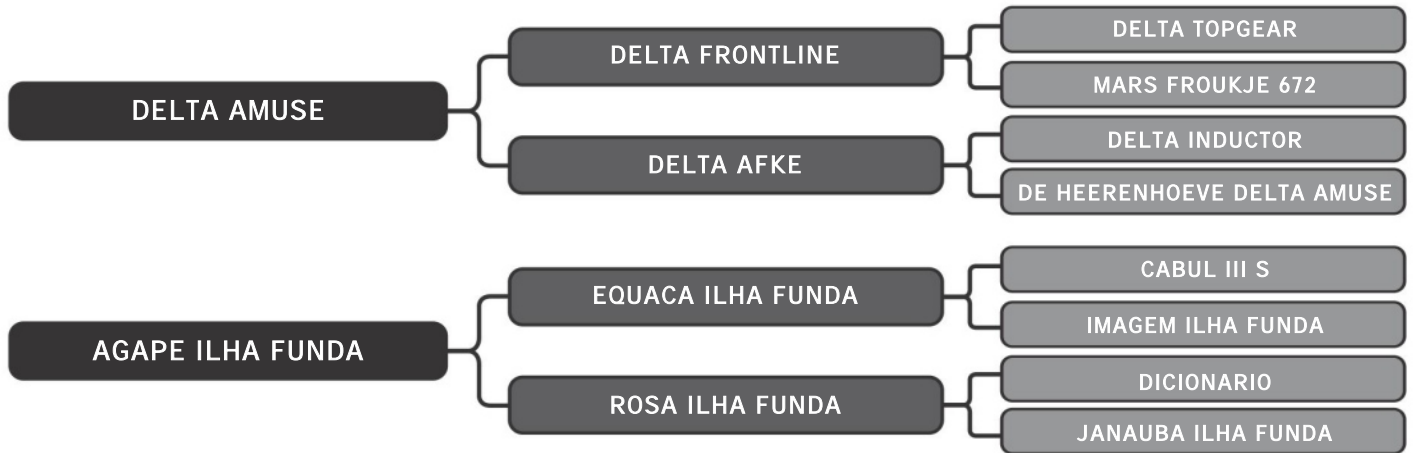 DELTA AMUSE
DELTA FRONTLINE
DELTA TOPGEAR
MARS FROUKJE 672
DELTA AFKE
DELTA INDUCTOR
DE HEERENHOEVE DELTA AMUSE
AGAPE ILHA FUNDA
EQUACA ILHA FUNDA
CABUL III S
IMAGEM ILHA FUNDA
ROSA ILHA FUNDA
DICIONARIO
JANAUBA ILHA FUNDA